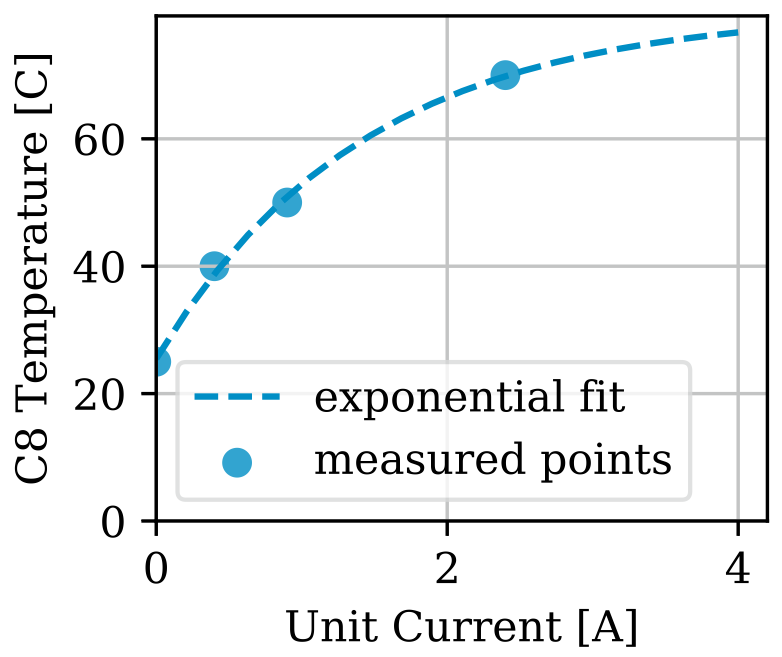 C8 Temperature [C]
60
40
20
0
exponential fit
measured points
0 2 4
Unit Current [A]